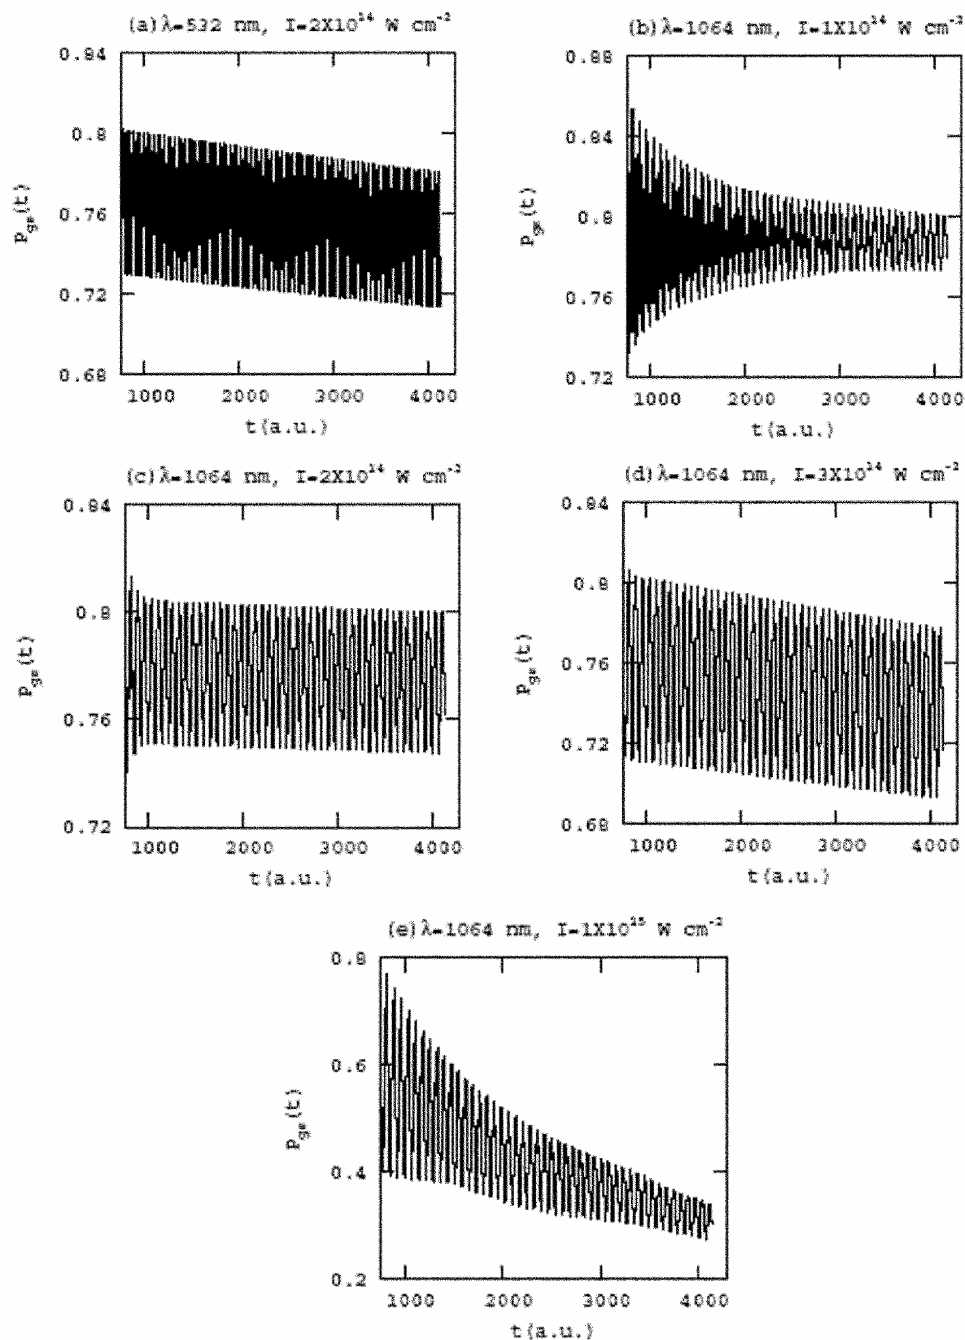 (a)λ=532 nm, I=2X10¹⁴ W cm⁻²
0.84
0.8
0.76
0.72
0.68
p_ge(t)
1000 2000 3000 4000
t(a.u.)
(b)λ=1064 nm, I=1X10¹⁴ W cm⁻²
0.88
0.84
0.8
0.76
0.72
p_ge(t)
1000 2000 3000 4000
t(a.u.)
(c)λ=1064 nm, I=2X10¹⁴ W cm⁻²
0.84
0.8
0.76
0.72
p_ge(t)
1000 2000 3000 4000
t(a.u.)
(d)λ=1064 nm, I=3X10¹⁴ W cm⁻²
0.84
0.8
0.76
0.72
0.68
p_ge(t)
1000 2000 3000 4000
t(a.u.)
(e)λ=1064 nm, I=1X10¹⁵ W cm⁻²
0.8
0.6
0.4
0.2
p_ge(t)
1000 2000 3000 4000
t(a.u.)